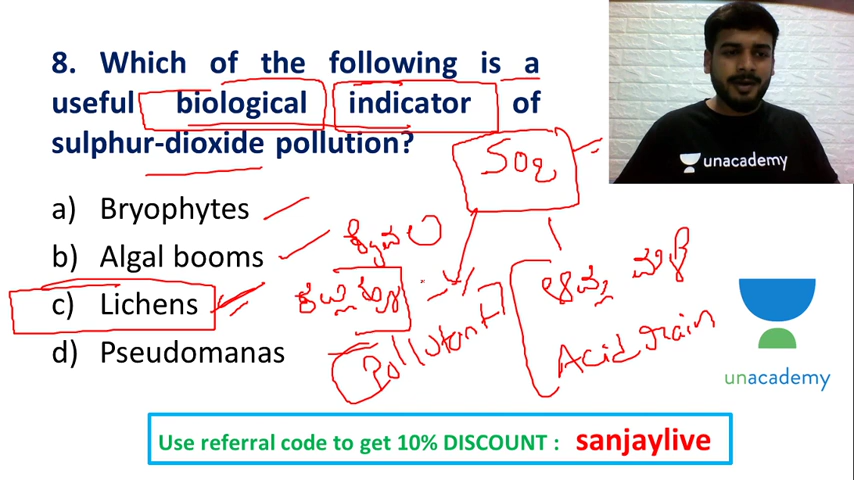 8. Which of the following is a
useful biological indicator of
sulphur-dioxide pollution?
a) Bryophytes
b) Algal booms
c) Lichens
d) Pseudomanas
SO2
Pollutant
Acid rain
unacademy
unacademy
Use referral code to get 10% DISCOUNT : sanjaylive